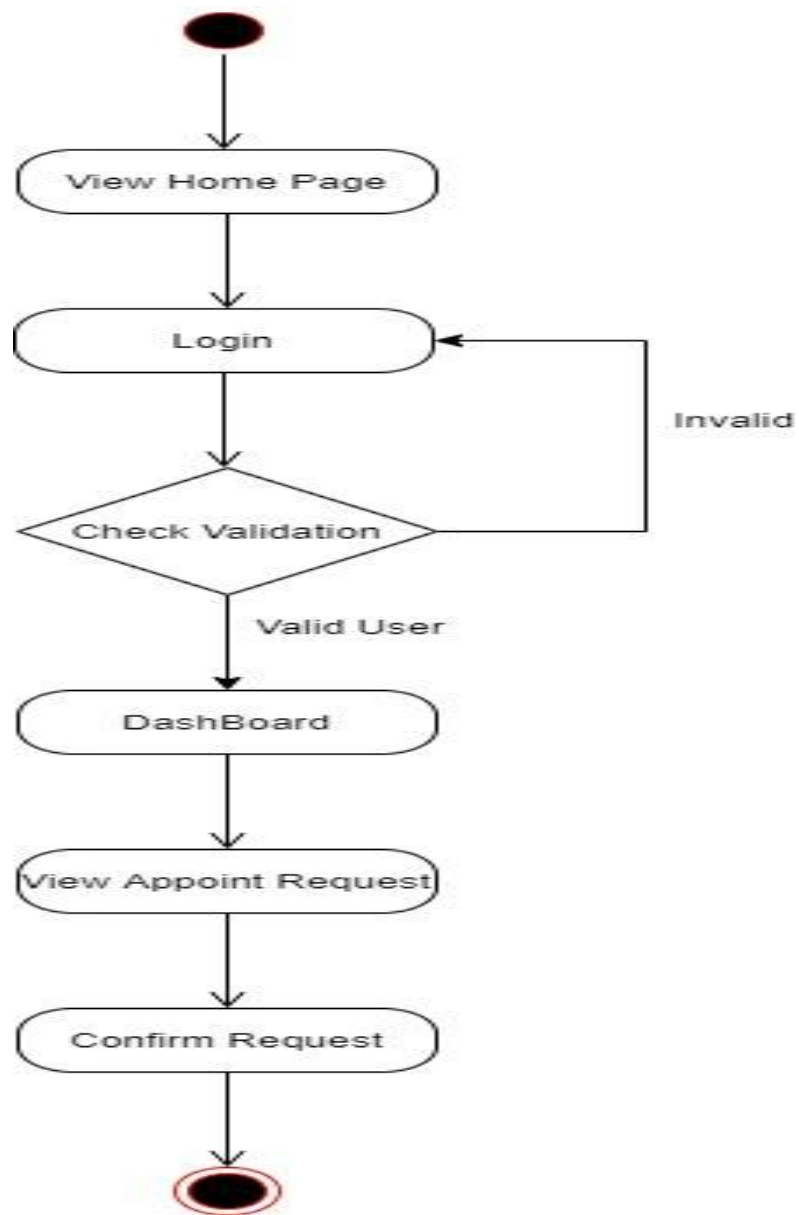 View Home Page
Login
Invalid
Check Validation
Valid User
DashBoard
View Appoint Request
Confirm Request